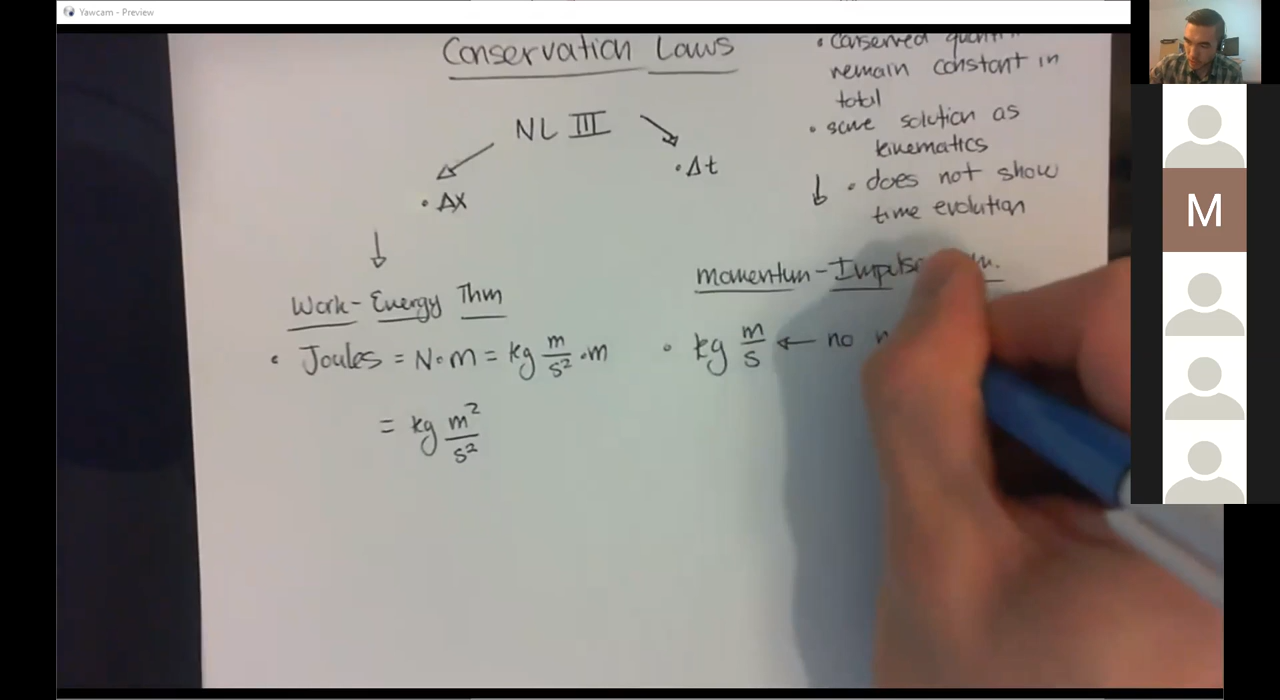 Yawcam - Preview
Conservation Laws
• conserved
remain constant in
total
• same solution as
kinematics
• does not show
time evolution
NL III
• Δx
• Δt
Work-Energy Thm
• Joules = N·m = kg m/s² · m
= kg m²/s²
Momentum-Impulse
• kg m/s ← no
M